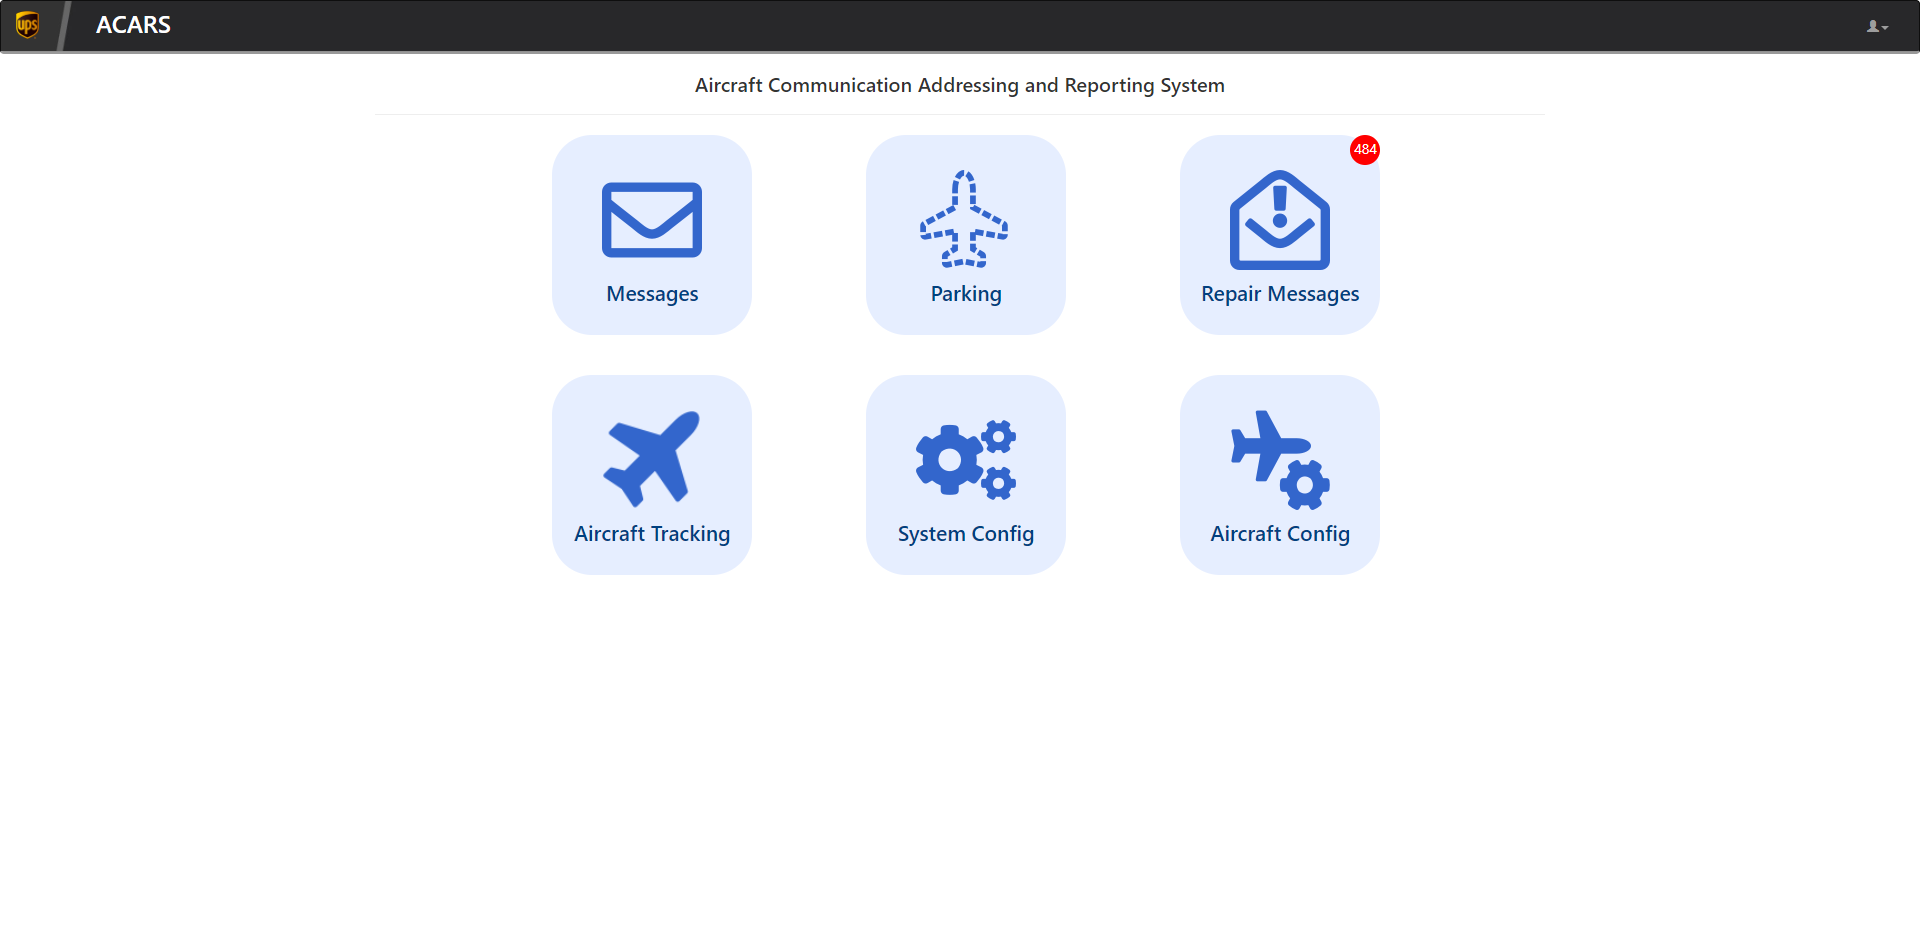 ups
ACARS
Aircraft Communication Addressing and Reporting System
484
Messages
Parking
Repair Messages
Aircraft Tracking
System Config
Aircraft Config